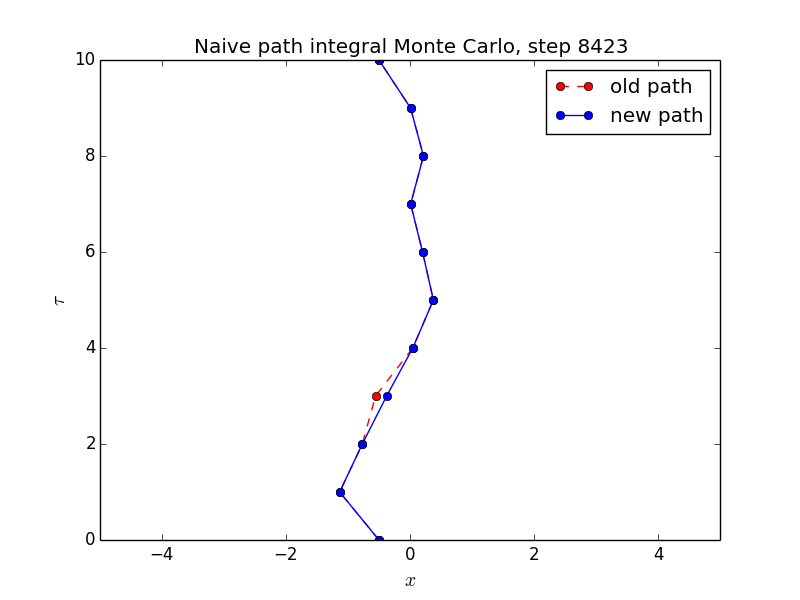 Naive path integral Monte Carlo, step 8423
old path
new path
10
8
6
4
2
0
τ
−4 −2 0 2 4
x